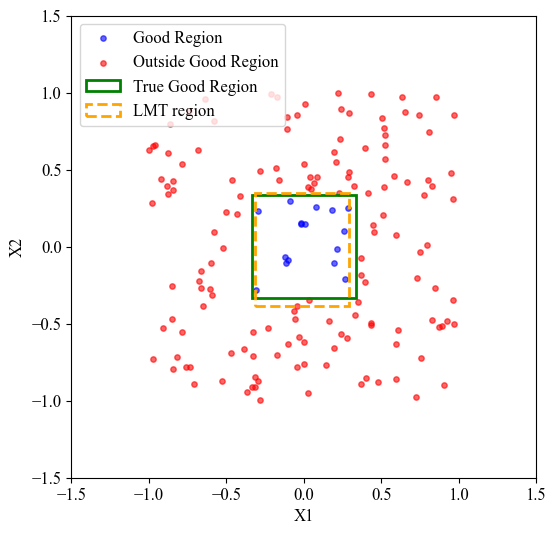 1.5
Good Region
Outside Good Region
True Good Region
LMT region
1.0
0.5
0.0
−0.5
−1.0
−1.5
X2
−1.5 −1.0 −0.5 0.0 0.5 1.0 1.5
X1